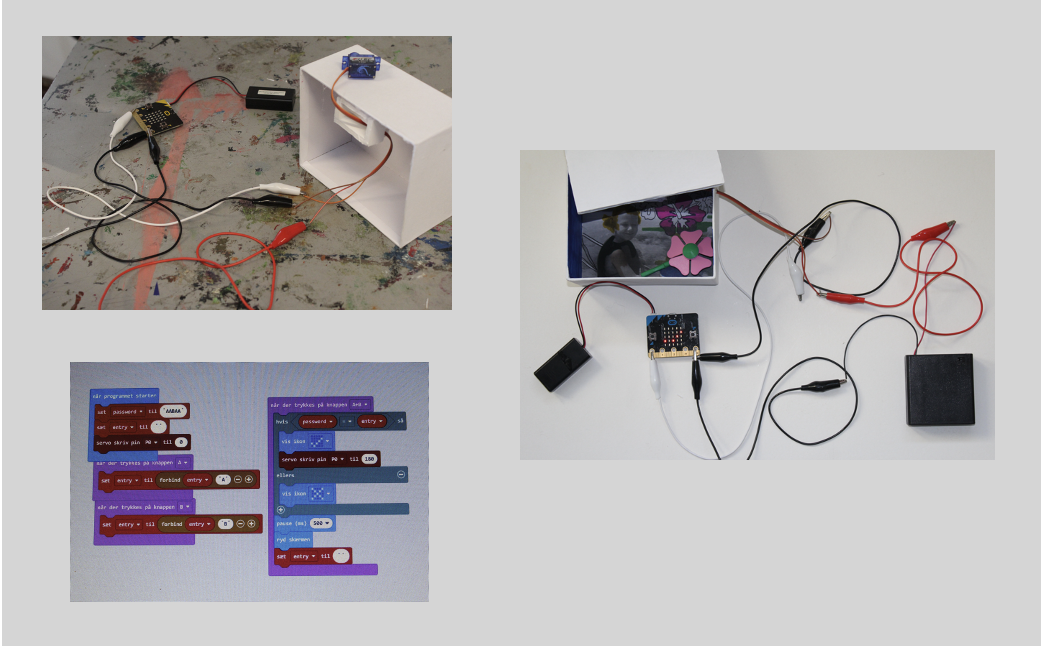 når programmet starter
sæt password til "AABAA"
sæt entry til " "
servo skriv pin P0 til 0
når der trykkes på knappen A
sæt entry til forbind entry "A"
når der trykkes på knappen B
sæt entry til forbind entry "B"
når der trykkes på knappen A+B
hvis password = entry så
vis ikon
servo skriv pin P0 til 180
ellers
vis ikon
pause (ms) 500
ryd skærmen
sæt entry til " "